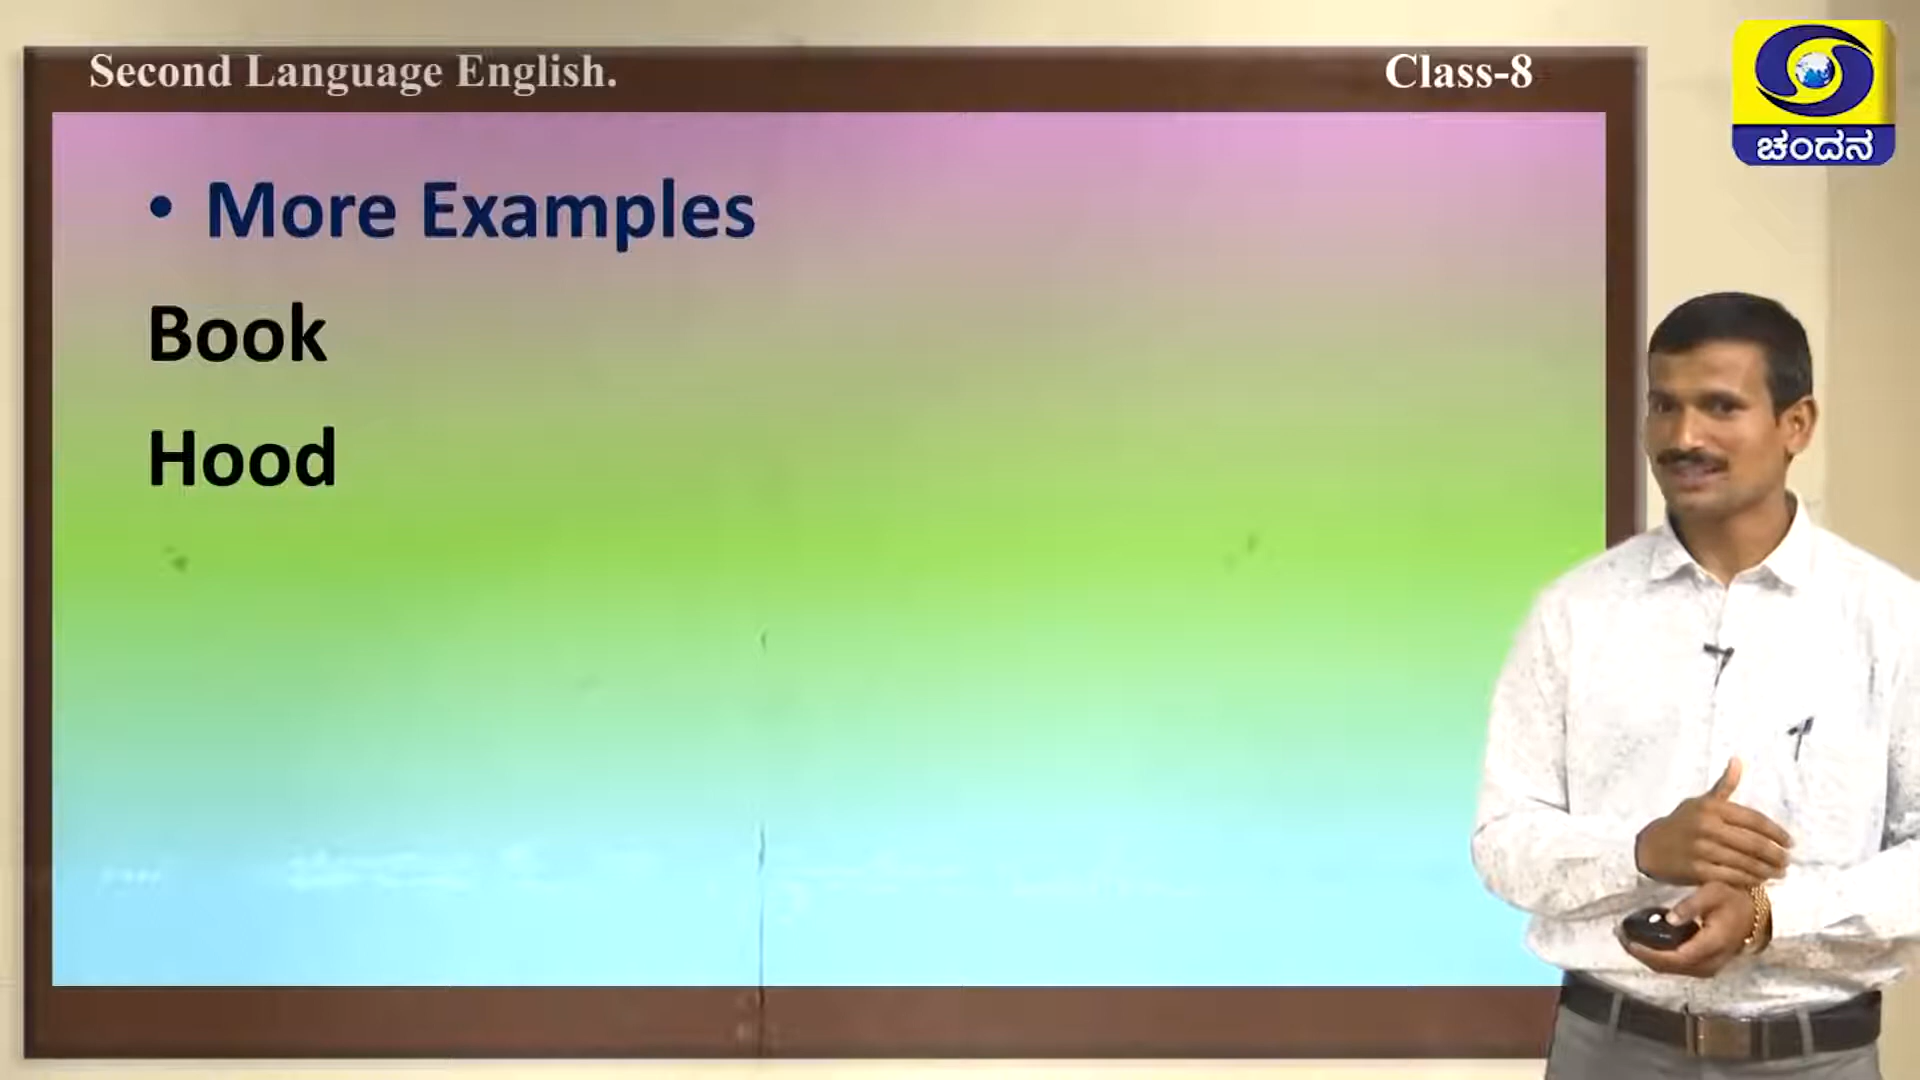 Second Language English.
Class-8
ಚಂದನ
• More Examples
Book
Hood